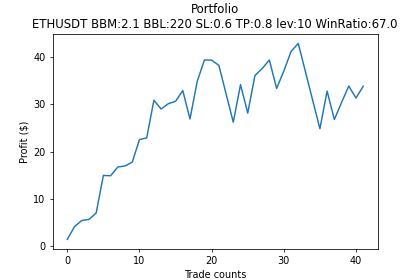 Portfolio
ETHUSDT BBM:2.1 BBL:220 SL:0.6 TP:0.8 lev:10 WinRatio:67.0
40
30
20
10
0
Profit ($)
0
10
20
30
40
Trade counts